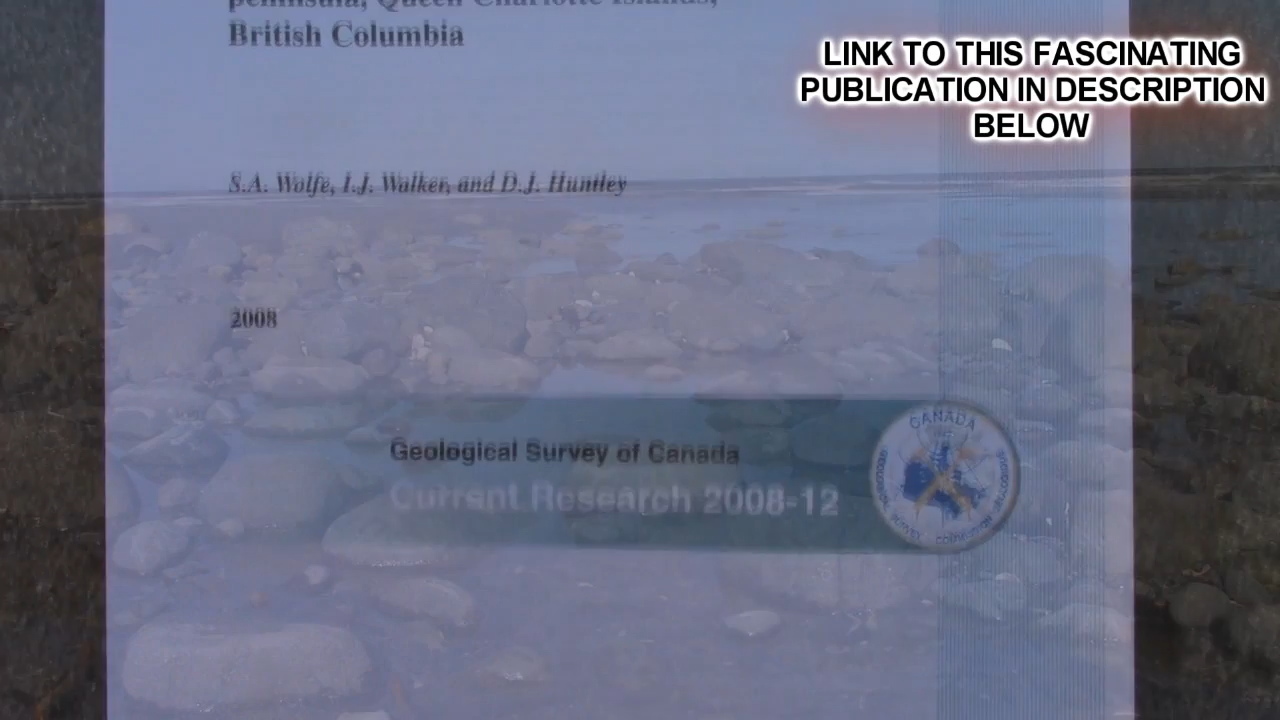 peninsula, Queen Charlotte Islands,
British Columbia
LINK TO THIS FASCINATING
PUBLICATION IN DESCRIPTION
BELOW
S.A. Wolfe, I.J. Walker, and D.J. Huntley
2008
Geological Survey of Canada
Current Research 2008-12
CANADA